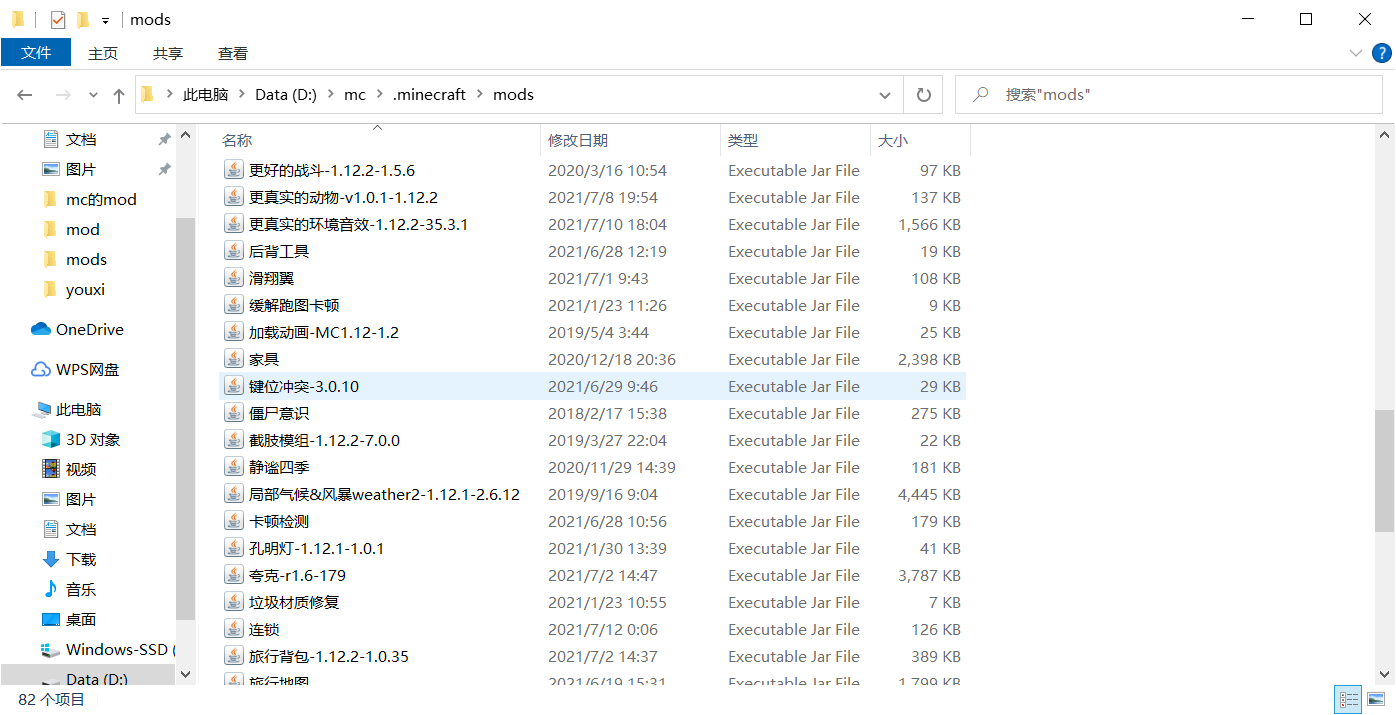 mods
文件 主页 共享 查看
此电脑 Data (D:) mc .minecraft mods 搜索"mods"
文档
图片
mc的mod
mod
mods
youxi
OneDrive
WPS网盘
此电脑
3D 对象
视频
图片
文档
下载
音乐
桌面
Windows-SSD (
Data (D:)
名称 修改日期 类型 大小
更好的战斗-1.12.2-1.5.6 2020/3/16 10:54 Executable Jar File 97 KB
更真实的动物-v1.0.1-1.12.2 2021/7/8 19:54 Executable Jar File 137 KB
更真实的环境音效-1.12.2-35.3.1 2021/7/10 18:04 Executable Jar File 1,566 KB
后背工具 2021/6/28 12:19 Executable Jar File 19 KB
滑翔翼 2021/7/1 9:43 Executable Jar File 108 KB
缓解跑图卡顿 2021/1/23 11:26 Executable Jar File 9 KB
加载动画-MC1.12-1.2 2019/5/4 3:44 Executable Jar File 25 KB
家具 2020/12/18 20:36 Executable Jar File 2,398 KB
键位冲突-3.0.10 2021/6/29 9:46 Executable Jar File 29 KB
僵尸意识 2018/2/17 15:38 Executable Jar File 275 KB
截肢模组-1.12.2-7.0.0 2019/3/27 22:04 Executable Jar File 22 KB
静谧四季 2020/11/29 14:39 Executable Jar File 181 KB
局部气候&风暴weather2-1.12.1-2.6.12 2019/9/16 9:04 Executable Jar File 4,445 KB
卡顿检测 2021/6/28 10:56 Executable Jar File 179 KB
孔明灯-1.12.1-1.0.1 2021/1/30 13:39 Executable Jar File 41 KB
夸克-r1.6-179 2021/7/2 14:47 Executable Jar File 3,787 KB
垃圾材质修复 2021/1/23 10:55 Executable Jar File 7 KB
连锁 2021/7/12 0:06 Executable Jar File 126 KB
旅行背包-1.12.2-1.0.35 2021/7/2 14:37 Executable Jar File 389 KB
旅行地图 2021/6/19 15:31 Executable Jar File 1,799 KB
82 个项目